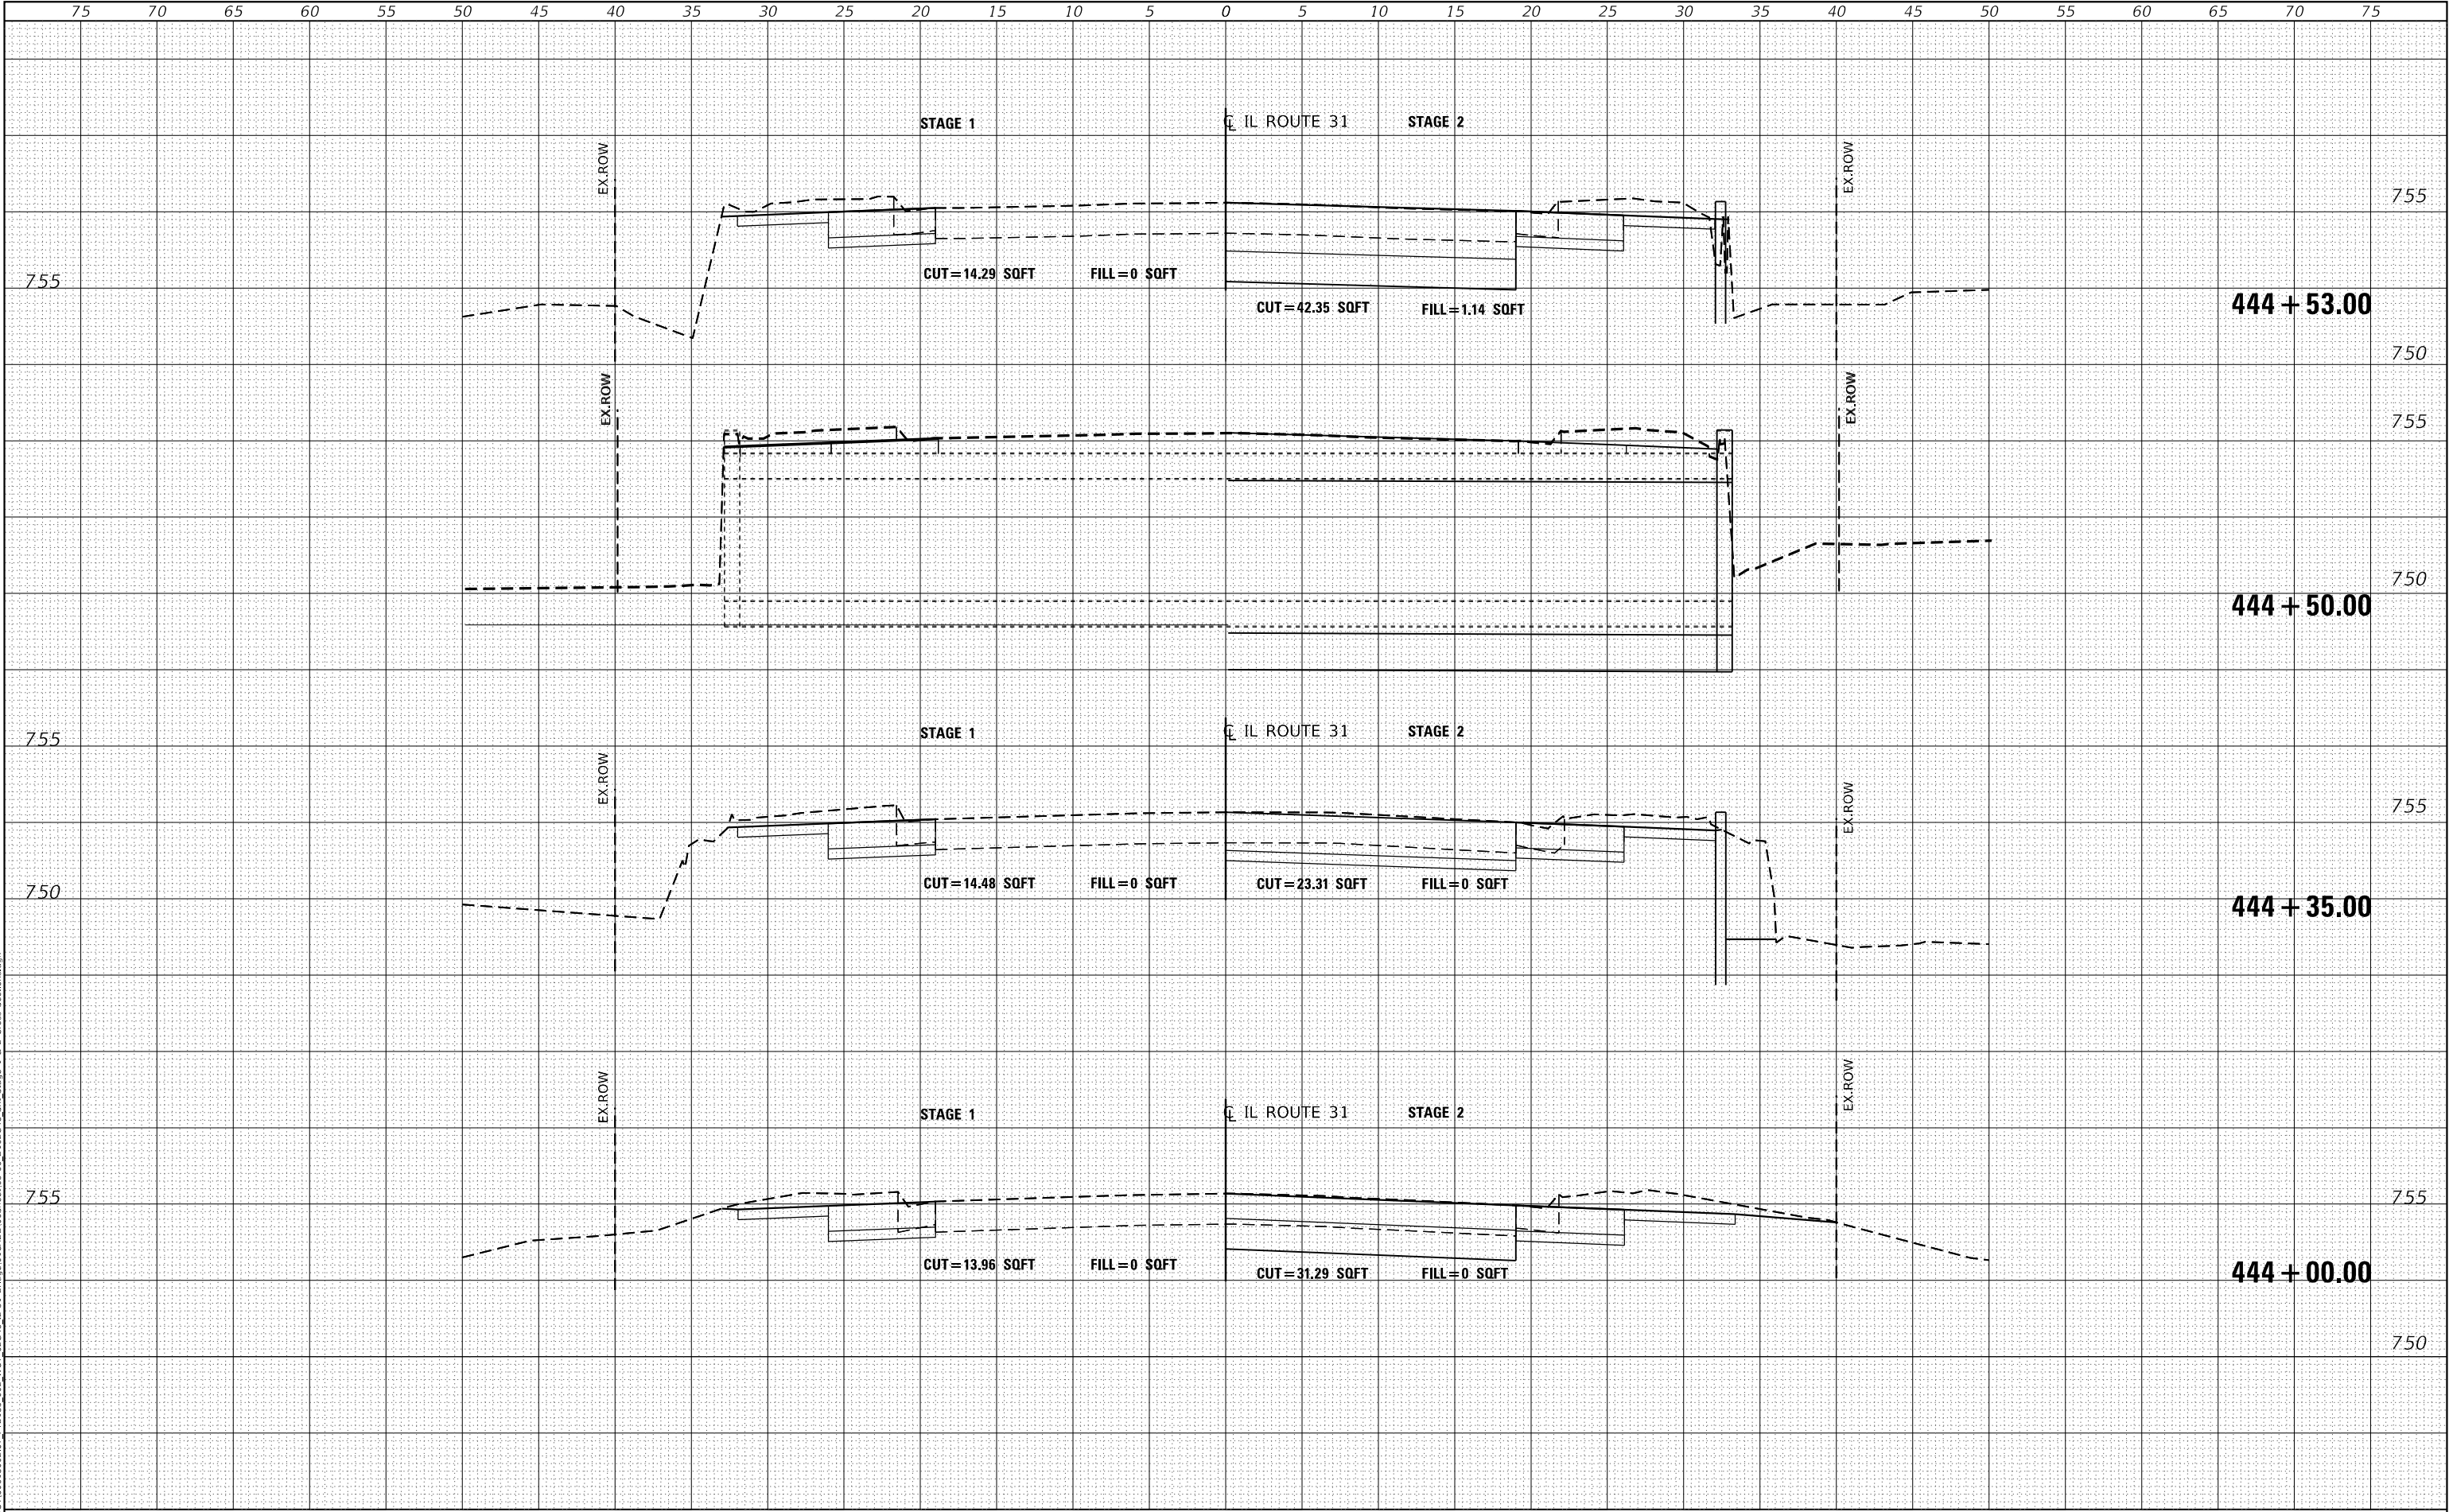 75 70 65 60 55 50 45 40 35 30 25 20 15 10 5 0 5 10 15 20 25 30 35 40 45 50 55 60 65 70 75
STAGE 1
℄ IL ROUTE 31
STAGE 2
EX.ROW
EX.ROW
755
755
CUT=14.29 SQFT
FILL=0 SQFT
CUT=42.35 SQFT
FILL=1.14 SQFT
444+53.00
750
EX.ROW
EX.ROW
755
750
444+50.00
STAGE 1
℄ IL ROUTE 31
STAGE 2
755
EX.ROW
EX.ROW
755
750
CUT=14.48 SQFT
FILL=0 SQFT
CUT=23.31 SQFT
FILL=0 SQFT
444+35.00
EX.ROW
EX.ROW
STAGE 1
℄ IL ROUTE 31
STAGE 2
755
755
CUT=13.96 SQFT
FILL=0 SQFT
CUT=31.29 SQFT
FILL=0 SQFT
444+00.00
750